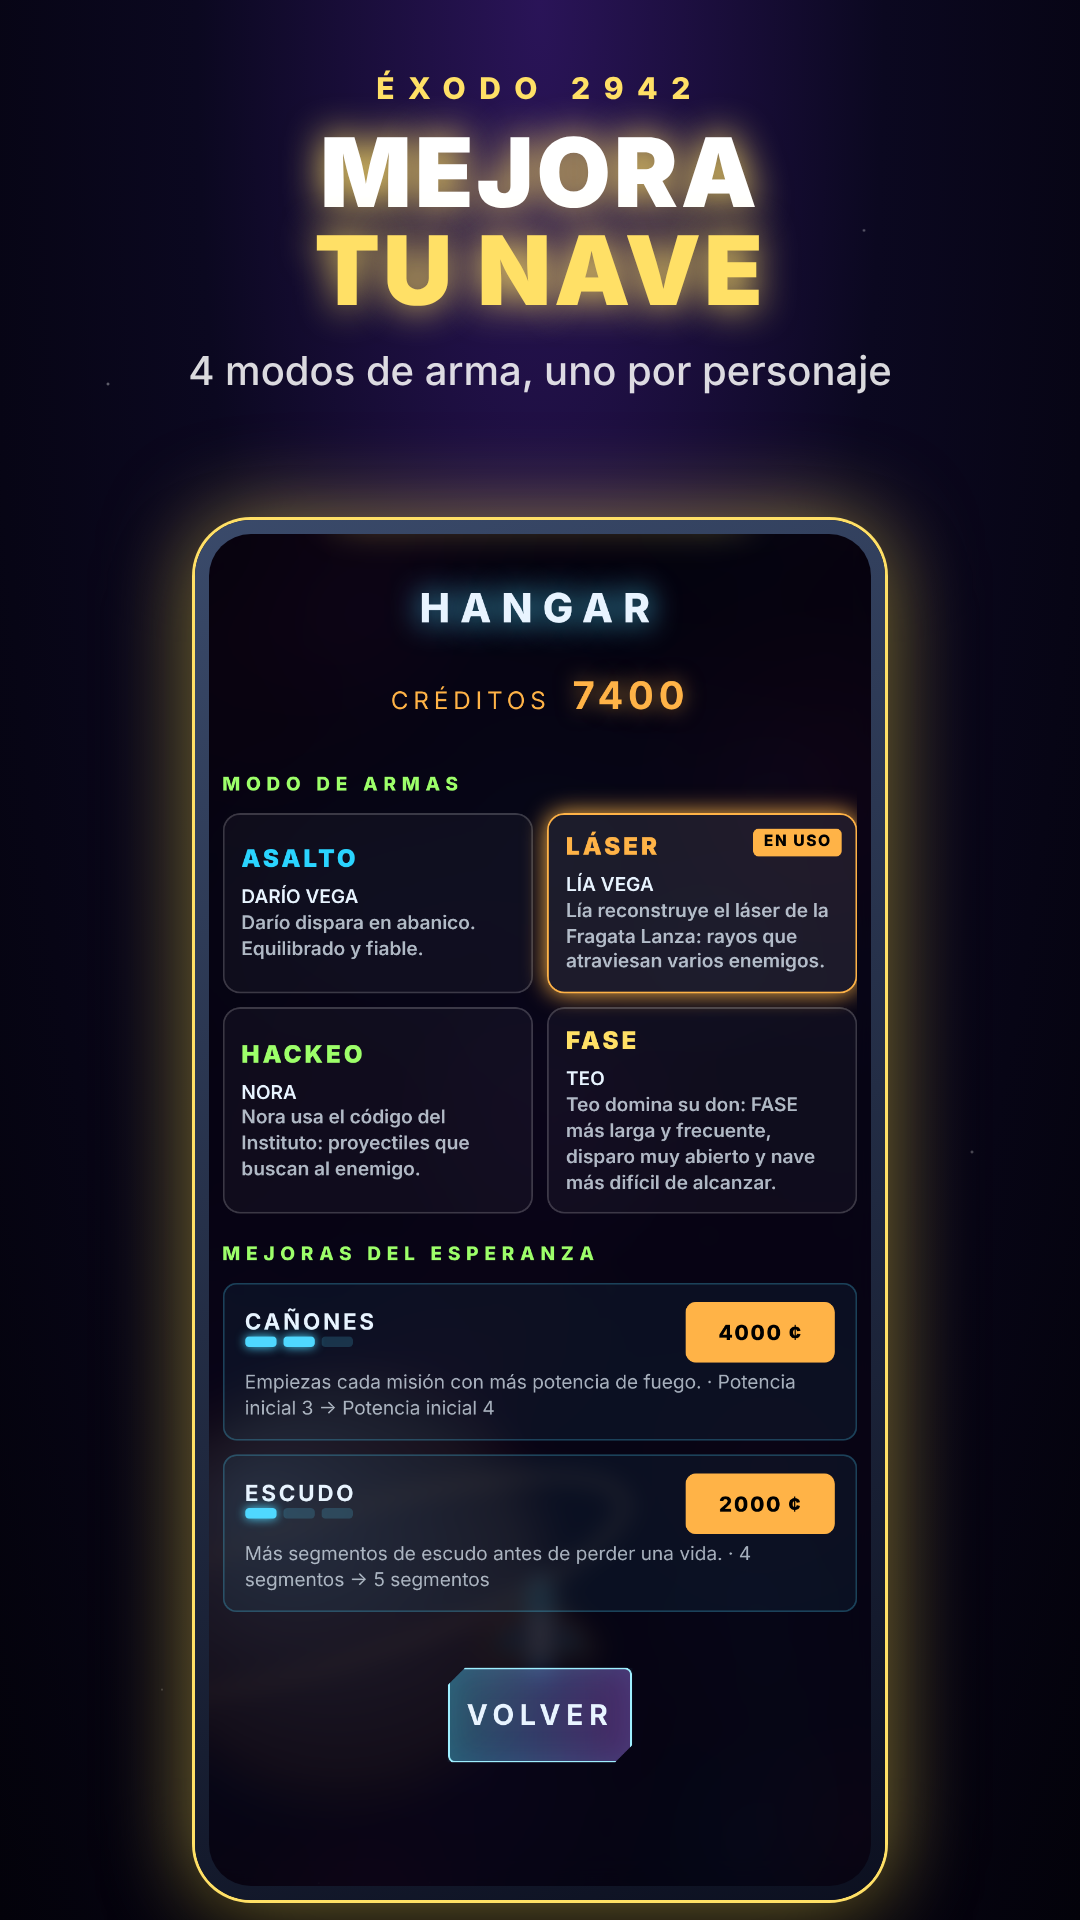 ÉXODO 2942
MEJORA
TU NAVE
4 modos de arma, uno por personaje
HANGAR
CRÉDITOS 7400
MODO DE ARMAS
ASALTO
DARÍO VEGA
Darío dispara en abanico.
Equilibrado y fiable.
LÁSER
EN USO
LÍA VEGA
Lía reconstruye el láser de la
Fragata Lanza: rayos que
atraviesan varios enemigos.
HACKEO
NORA
Nora usa el código del
Instituto: proyectiles que
buscan al enemigo.
FASE
TEO
Teo domina su don: FASE
más larga y frecuente,
disparo muy abierto y nave
más difícil de alcanzar.
MEJORAS DEL ESPERANZA
CAÑONES
4000 ¢
Empiezas cada misión con más potencia de fuego. · Potencia
inicial 3 → Potencia inicial 4
ESCUDO
2000 ¢
Más segmentos de escudo antes de perder una vida. · 4
segmentos → 5 segmentos
VOLVER